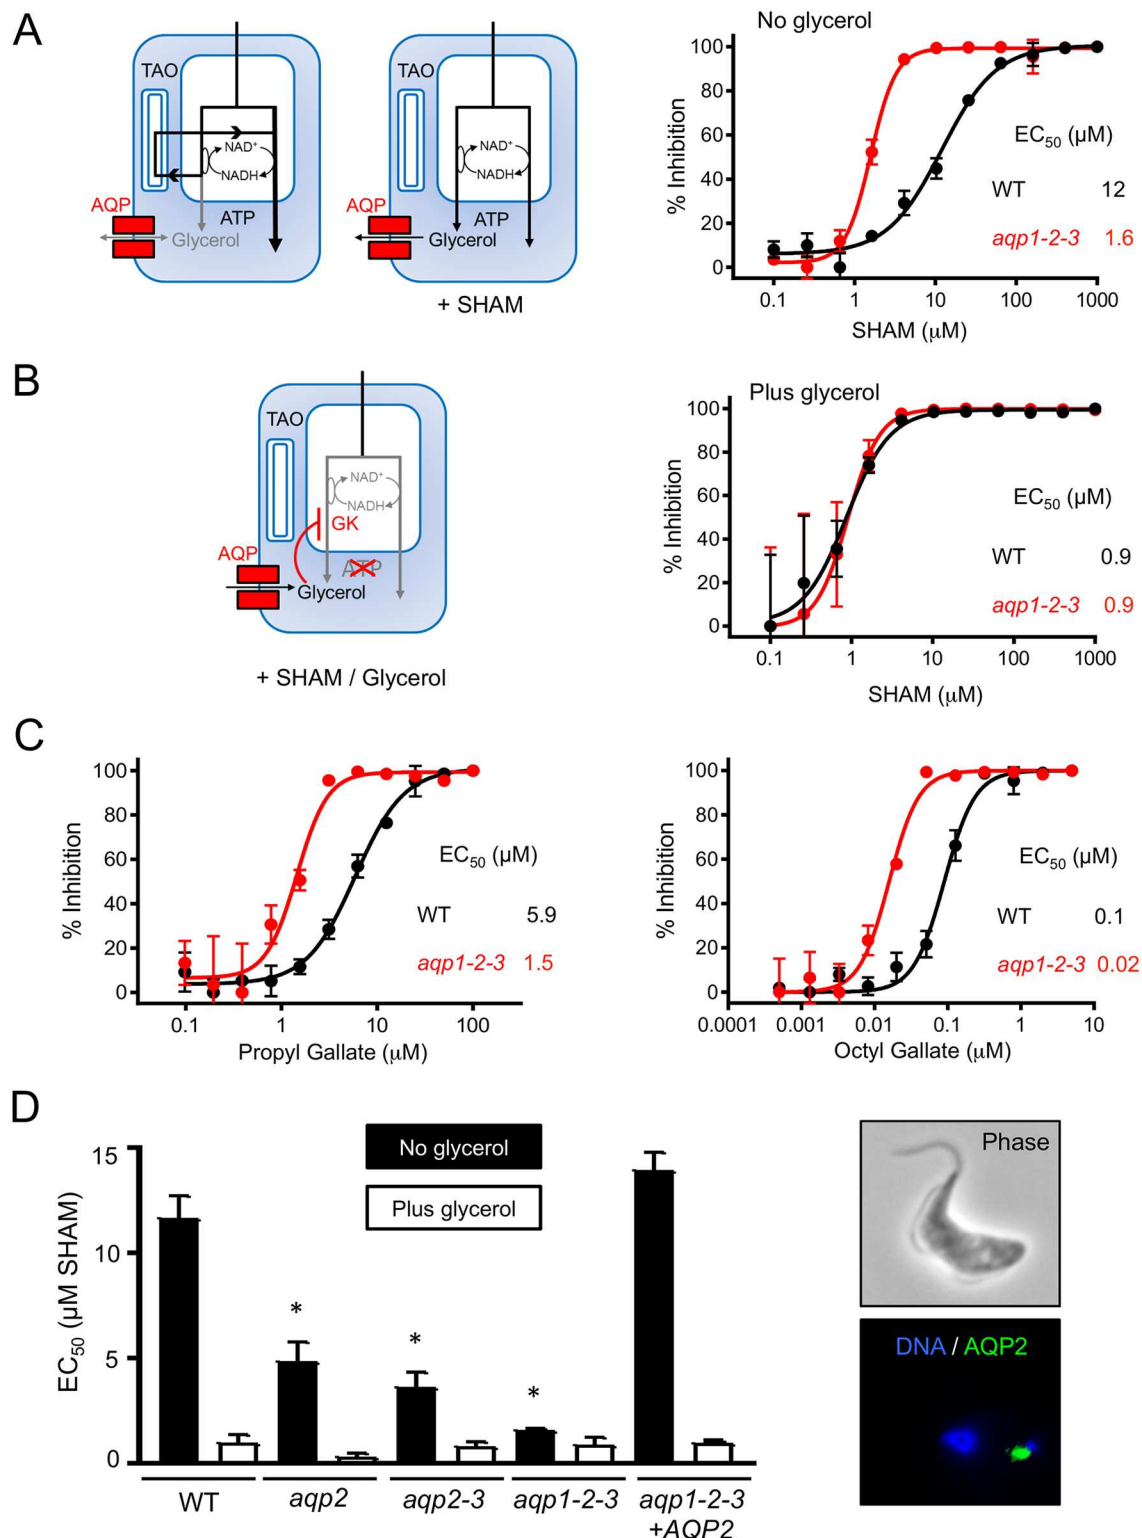 A
TAO
NAD⁺
NADH
AQP
ATP
Glycerol
TAO
NAD⁺
NADH
AQP
ATP
Glycerol
+ SHAM
No glycerol
% Inhibition
100
80
60
40
20
0
EC₅₀ (µM)
WT 12
aqp1-2-3 1.6
0.1 1 10 100 1000
SHAM (µM)
B
TAO
NAD⁺
NADH
GK
AQP
ATP
Glycerol
+ SHAM / Glycerol
Plus glycerol
% Inhibition
100
80
60
40
20
0
EC₅₀ (µM)
WT 0.9
aqp1-2-3 0.9
0.1 1 10 100 1000
SHAM (µM)
C
% Inhibition
100
80
60
40
20
0
EC₅₀ (µM)
WT 5.9
aqp1-2-3 1.5
0.1 1 10 100
Propyl Gallate (µM)
% Inhibition
100
80
60
40
20
0
EC₅₀ (µM)
WT 0.1
aqp1-2-3 0.02
0.0001 0.001 0.01 0.1 1 10
Octyl Gallate (µM)
D
EC₅₀ (µM SHAM)
15
10
5
0
No glycerol
Plus glycerol
*
*
*
WT aqp2 aqp2-3 aqp1-2-3 aqp1-2-3
+AQP2
Phase
DNA / AQP2